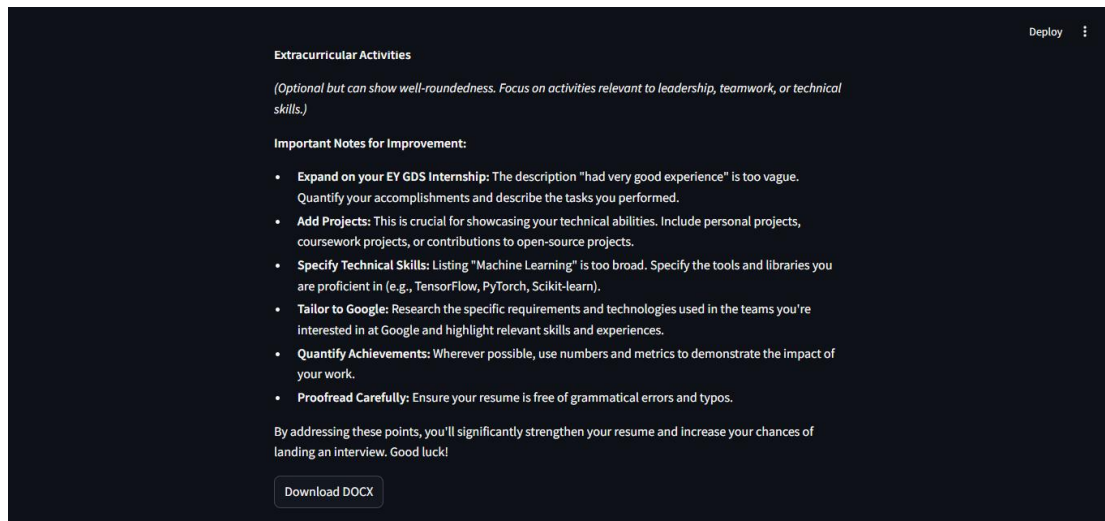 Deploy
Extracurricular Activities
(Optional but can show well-roundedness. Focus on activities relevant to leadership, teamwork, or technical
skills.)
Important Notes for Improvement:
• Expand on your EY GDS Internship: The description "had very good experience" is too vague.
Quantify your accomplishments and describe the tasks you performed.
• Add Projects: This is crucial for showcasing your technical abilities. Include personal projects,
coursework projects, or contributions to open-source projects.
• Specify Technical Skills: Listing "Machine Learning" is too broad. Specify the tools and libraries you
are proficient in (e.g., TensorFlow, PyTorch, Scikit-learn).
• Tailor to Google: Research the specific requirements and technologies used in the teams you're
interested in at Google and highlight relevant skills and experiences.
• Quantify Achievements: Wherever possible, use numbers and metrics to demonstrate the impact of
your work.
• Proofread Carefully: Ensure your resume is free of grammatical errors and typos.
By addressing these points, you'll significantly strengthen your resume and increase your chances of
landing an interview. Good luck!
Download DOCX